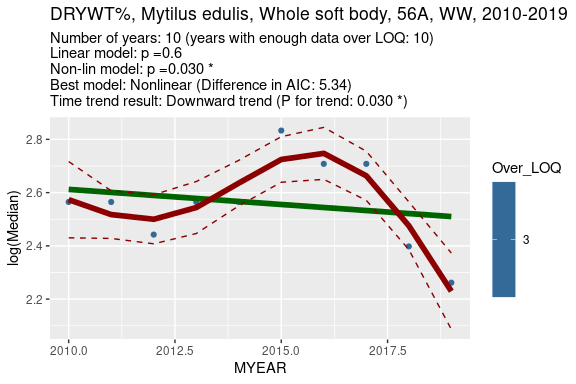 DRYWT%, Mytilus edulis, Whole soft body, 56A, WW, 2010-2019
Number of years: 10 (years with enough data over LOQ: 10)
Linear model: p =0.6
Non-lin model: p =0.030 *
Best model: Nonlinear (Difference in AIC: 5.34)
Time trend result: Downward trend (P for trend: 0.030 *)
log(Median)
2.8
2.6
2.4
2.2
2010.0 2012.5 2015.0 2017.5
MYEAR
Over_LOQ
3